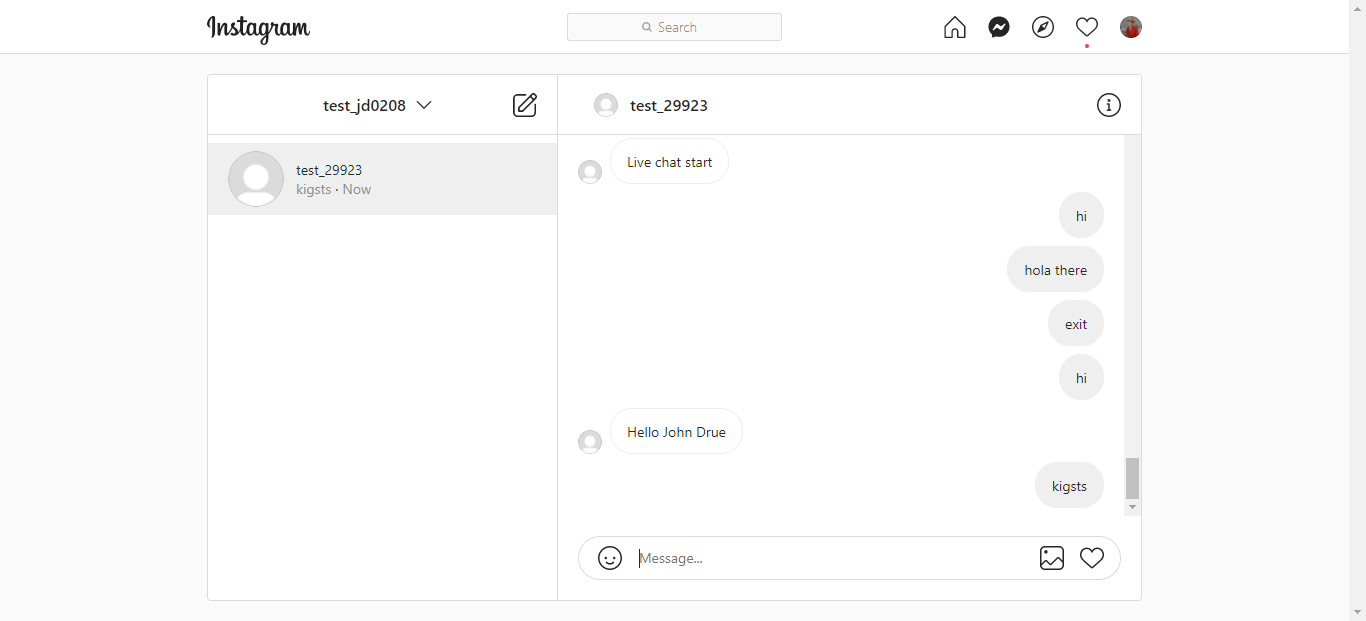 Instagram
Search
test_jd0208
test_29923
test_29923
kigsts · Now
Live chat start
hi
hola there
exit
hi
Hello John Drue
kigsts
Message...